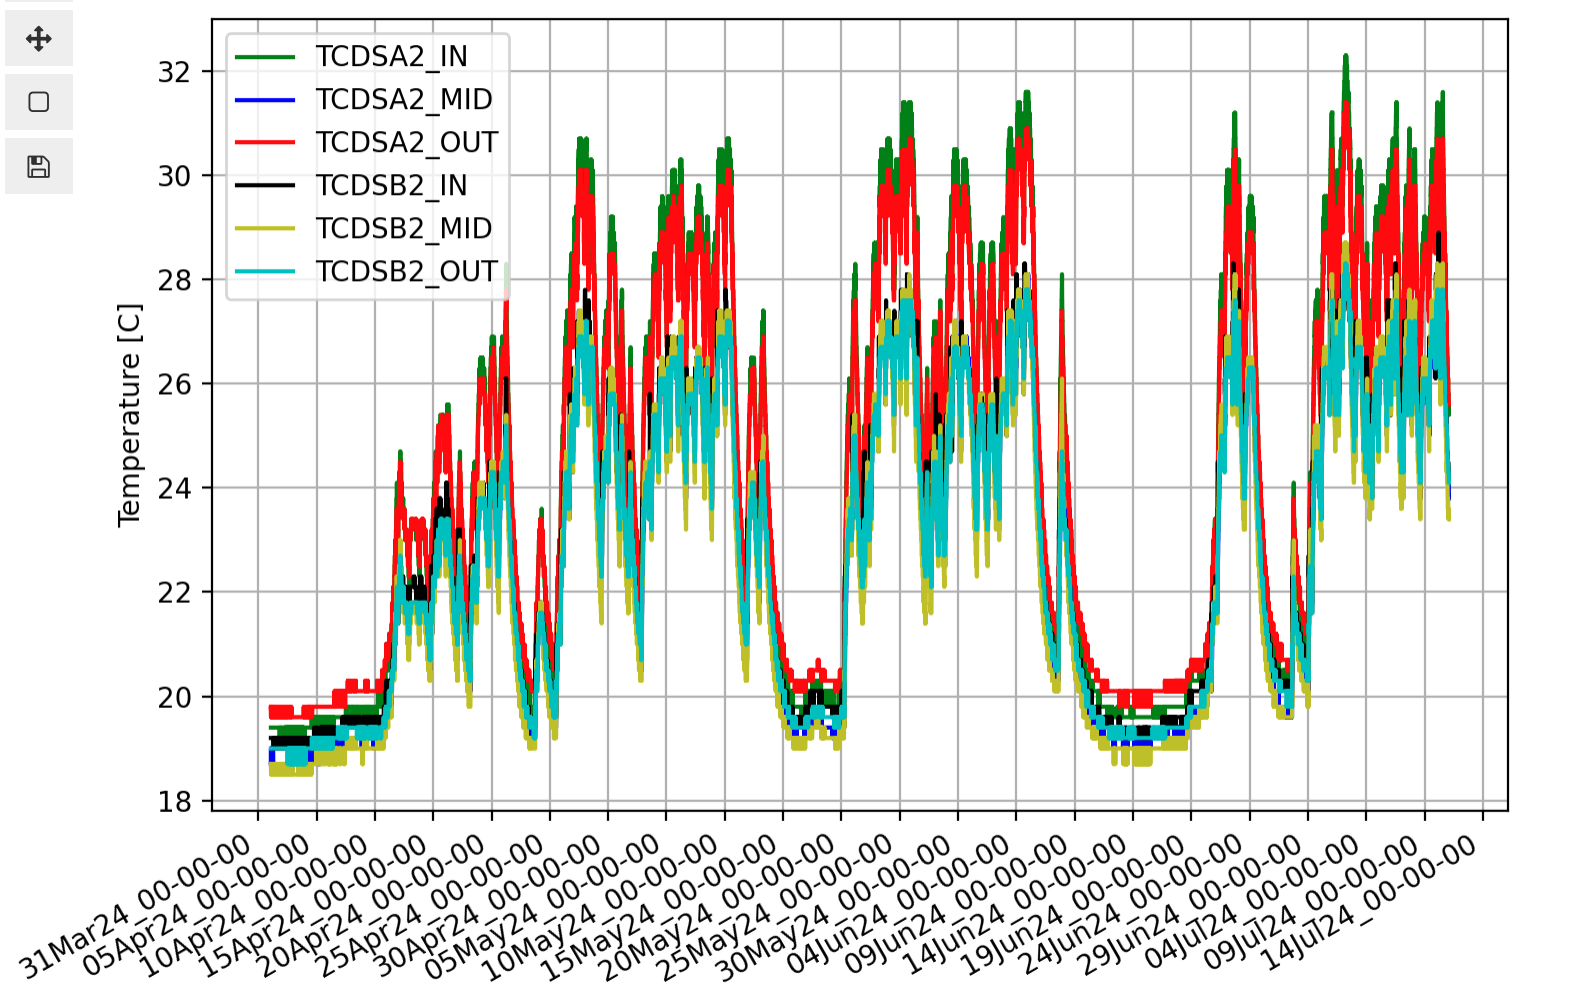 32
30
28
26
24
22
20
18
Temperature [C]
TCDSA2_IN
TCDSA2_MID
TCDSA2_OUT
TCDSB2_IN
TCDSB2_MID
TCDSB2_OUT
31Mar24_00-00-00
05Apr24_00-00-00
10Apr24_00-00-00
15Apr24_00-00-00
20Apr24_00-00-00
25Apr24_00-00-00
30Apr24_00-00-00
05May24_00-00-00
10May24_00-00-00
15May24_00-00-00
20May24_00-00-00
25May24_00-00-00
30May24_00-00-00
04Jun24_00-00-00
09Jun24_00-00-00
14Jun24_00-00-00
19Jun24_00-00-00
24Jun24_00-00-00
29Jun24_00-00-00
04Jul24_00-00-00
09Jul24_00-00-00
14Jul24_00-00-00